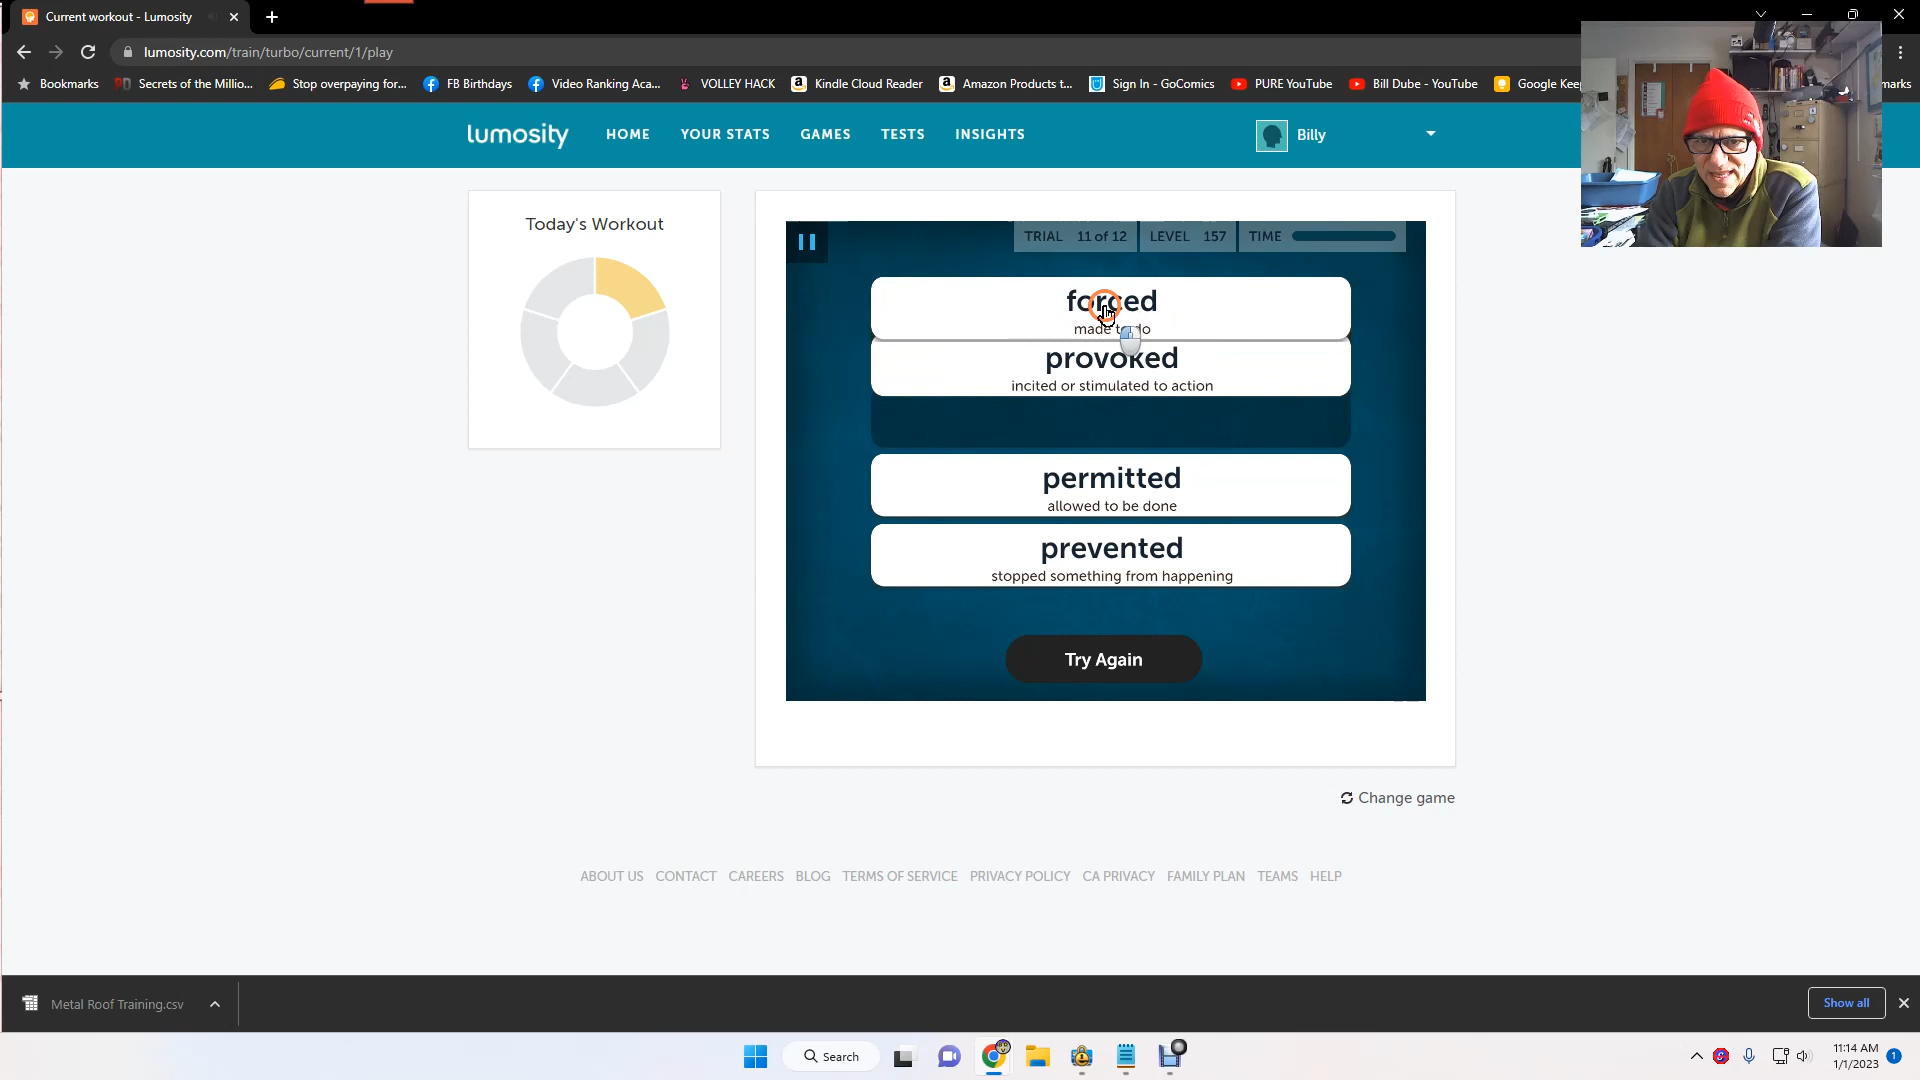 Current workout - Lumosity
lumosity.com/train/turbo/current/1/play
Bookmarks
Secrets of the Millio...
Stop overpaying for...
FB Birthdays
Video Ranking Aca...
VOLLEY HACK
Kindle Cloud Reader
Amazon Products t...
Sign In - GoComics
PURE YouTube
Bill Dube - YouTube
Google Kee
marks
lumosity
HOME
YOUR STATS
GAMES
TESTS
INSIGHTS
Billy
Today's Workout
TRIAL 11 of 12
LEVEL 157
TIME
forced
made to do
provoked
incited or stimulated to action
permitted
allowed to be done
prevented
stopped something from happening
Try Again
Change game
ABOUT US CONTACT CAREERS BLOG TERMS OF SERVICE PRIVACY POLICY CA PRIVACY FAMILY PLAN TEAMS HELP
Metal Roof Training.csv
Show all
Search
11:14 AM
1/1/2023
1